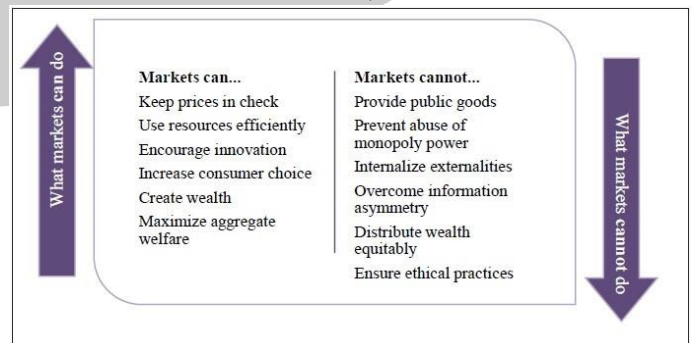 What markets can do
Markets can...
Keep prices in check
Use resources efficiently
Encourage innovation
Increase consumer choice
Create wealth
Maximize aggregate
welfare
Markets cannot...
Provide public goods
Prevent abuse of
monopoly power
Internalize externalities
Overcome information
asymmetry
Distribute wealth
equitably
Ensure ethical practices
What markets cannot do